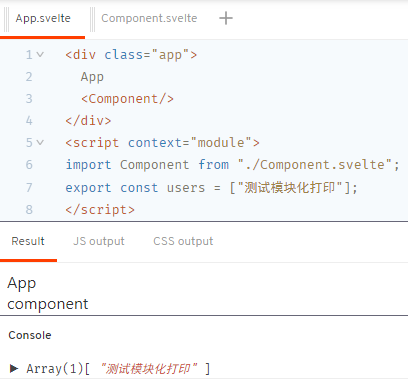 App.svelte Component.svelte +
1 <div class="app">
2 App
3 <Component/>
4 </div>
5 <script context="module">
6 import Component from "./Component.svelte";
7 export const users = ["测试模块化打印"];
8 </script>
Result JS output CSS output
App
component
Console
▶ Array(1)[ "测试模块化打印" ]